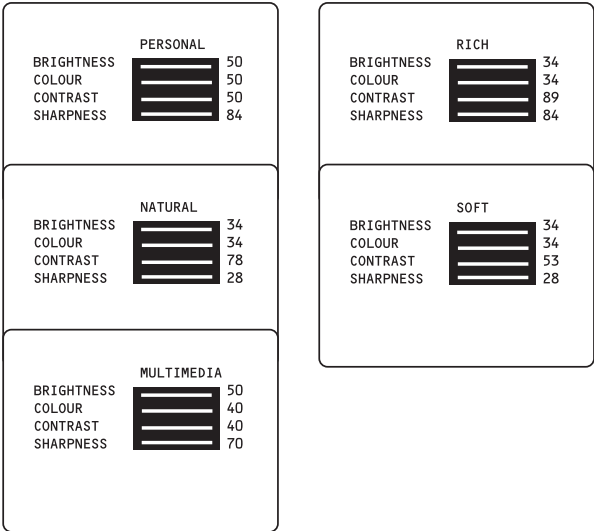 PERSONAL
BRIGHTNESS 50
COLOUR 50
CONTRAST 50
SHARPNESS 84
NATURAL
BRIGHTNESS 34
COLOUR 34
CONTRAST 78
SHARPNESS 28
MULTIMEDIA
BRIGHTNESS 50
COLOUR 40
CONTRAST 40
SHARPNESS 70
RICH
BRIGHTNESS 34
COLOUR 34
CONTRAST 89
SHARPNESS 84
SOFT
BRIGHTNESS 34
COLOUR 34
CONTRAST 53
SHARPNESS 28